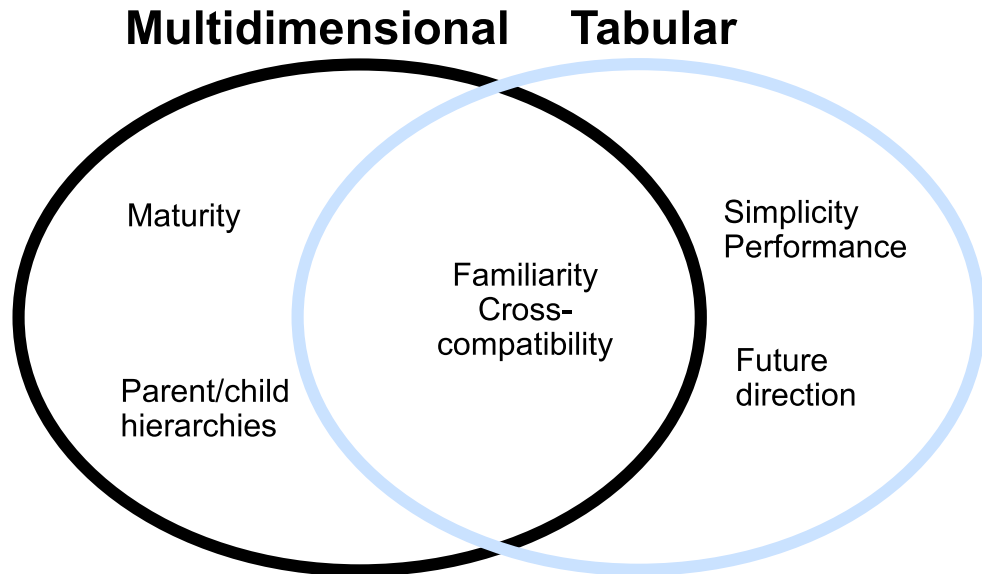 Multidimensional Tabular
Maturity
Parent/child
hierarchies
Familiarity
Cross-
compatibility
Simplicity
Performance
Future
direction